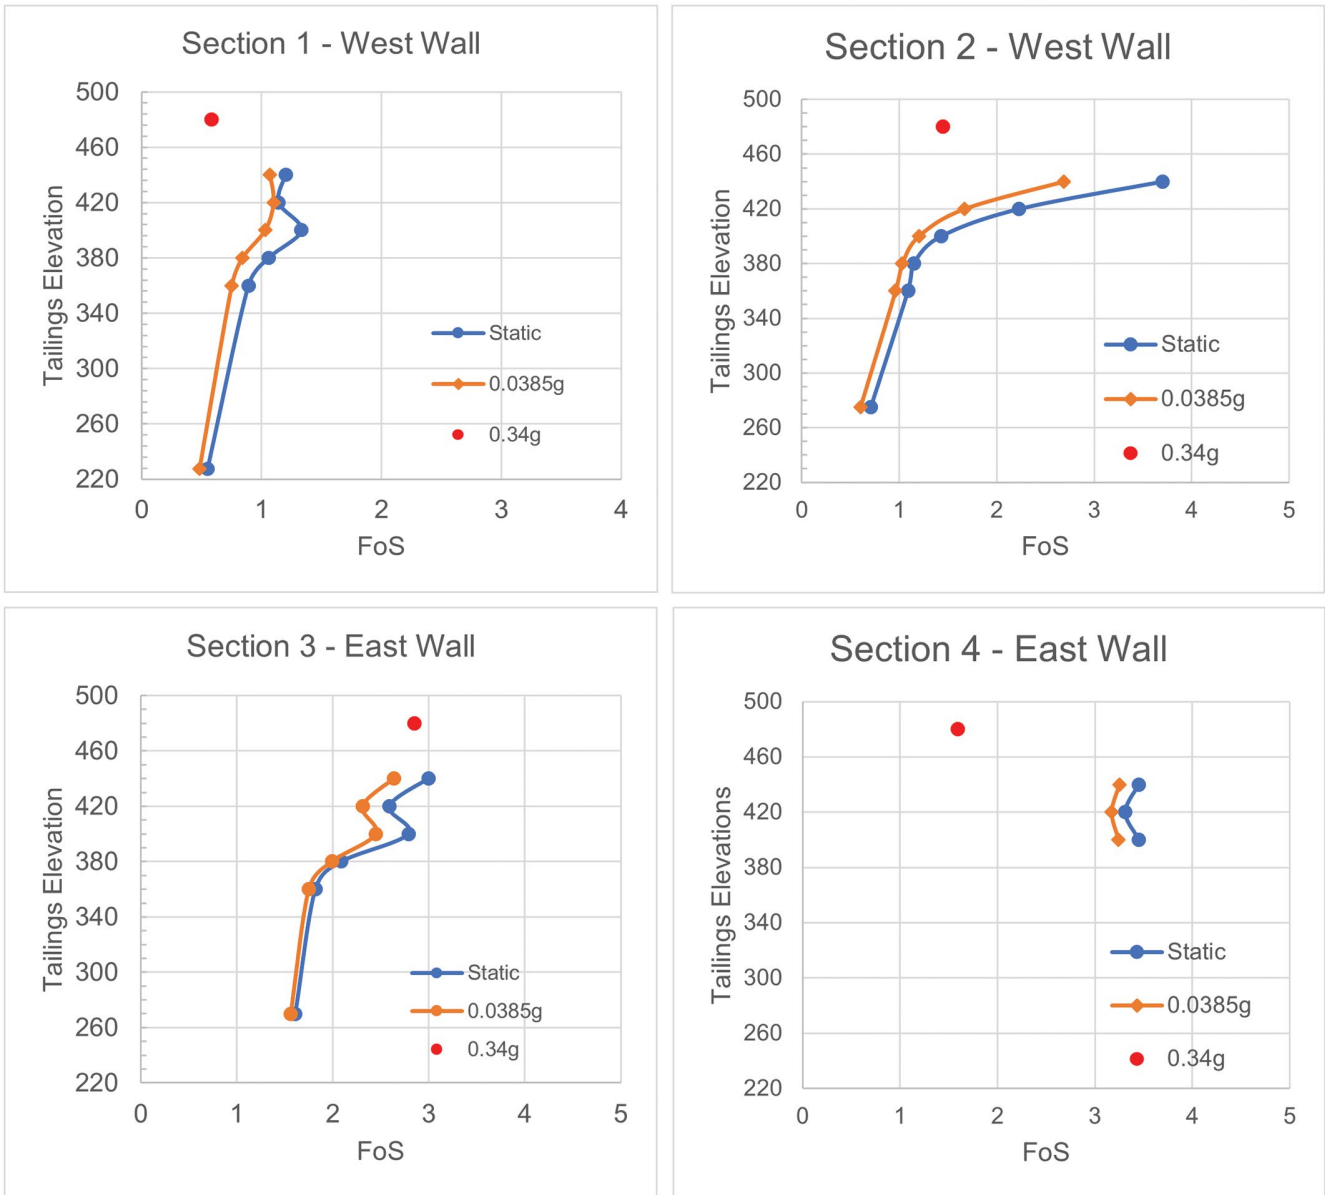 Section 1 - West Wall
500
460
420
380
340
300
260
220
Tailings Elevation
Static
0.0385g
0.34g
0 1 2 3 4
FoS
Section 2 - West Wall
500
460
420
380
340
300
260
220
Tailings Elevation
Static
0.0385g
0.34g
0 1 2 3 4 5
FoS
Section 3 - East Wall
500
460
420
380
340
300
260
220
Tailings Elevation
Static
0.0385g
0.34g
0 1 2 3 4 5
FoS
Section 4 - East Wall
500
460
420
380
340
300
260
220
Tailings Elevations
Static
0.0385g
0.34g
0 1 2 3 4 5
FoS